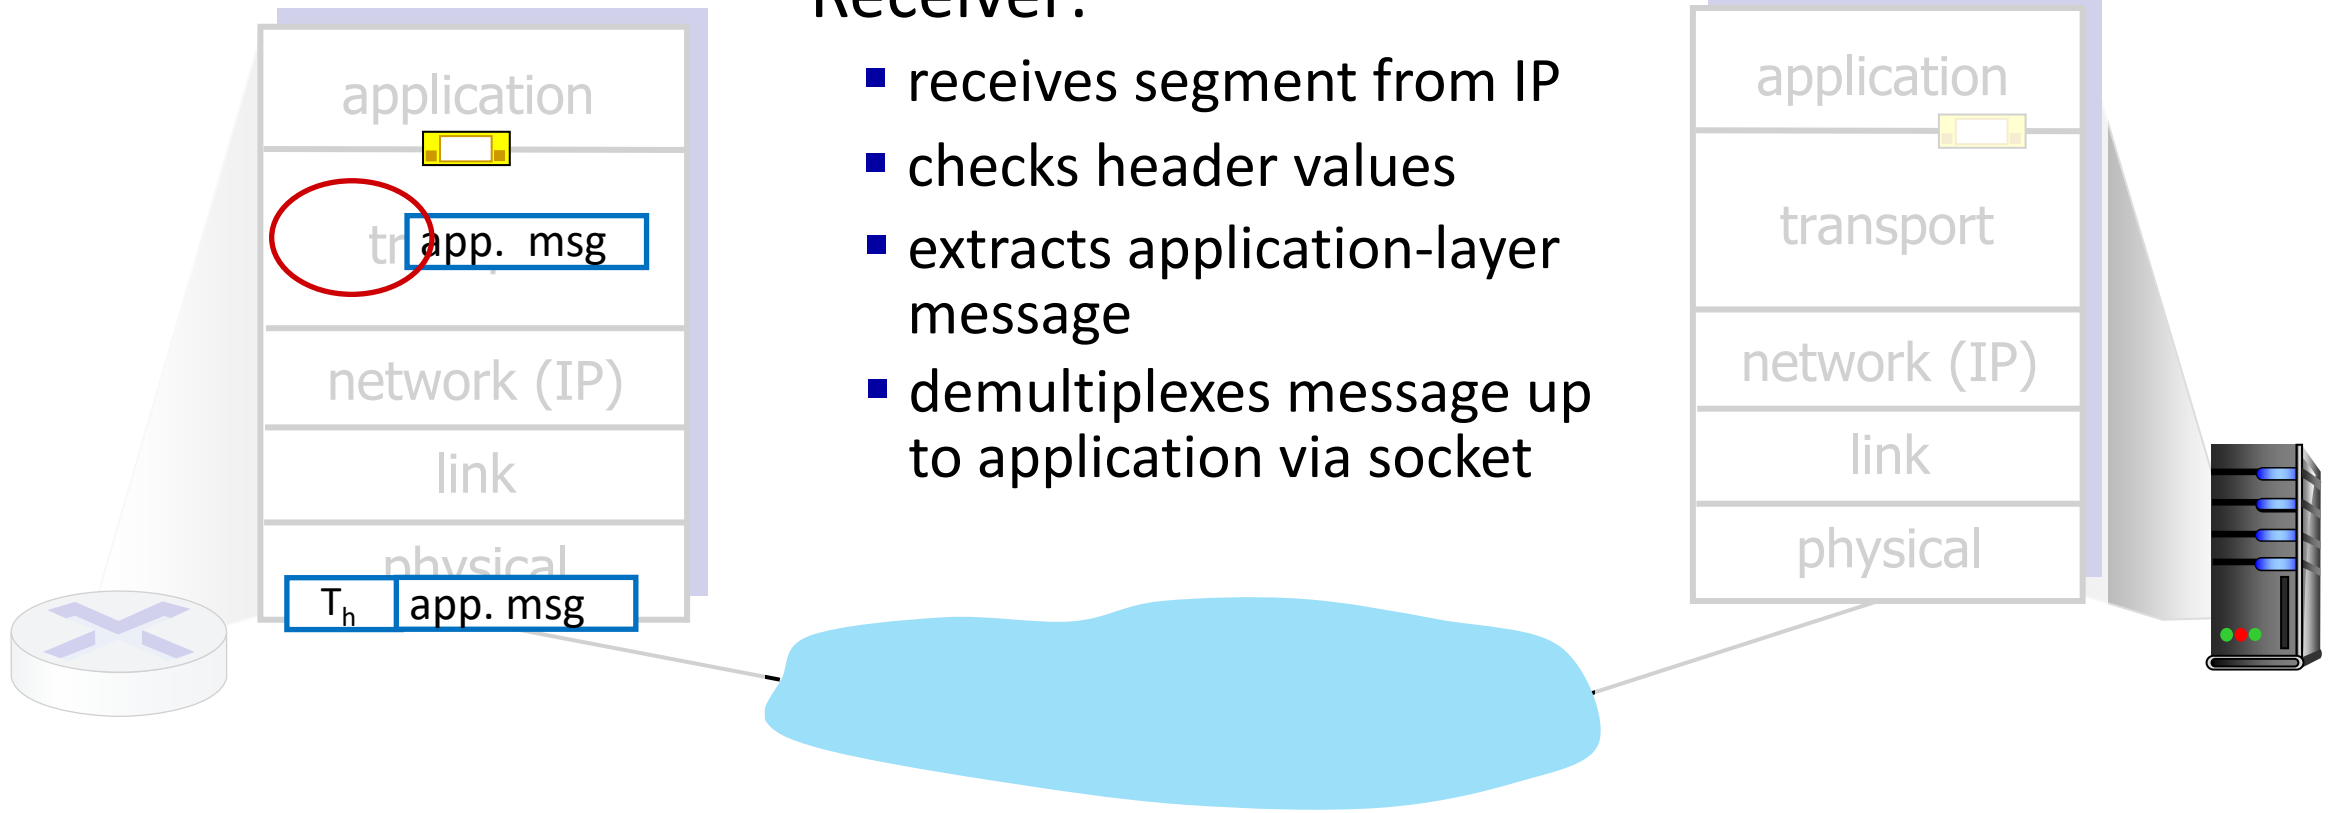 Receiver:
receives segment from IP
checks header values
extracts application-layer
message
demultiplexes message up
to application via socket
application
app. msg
network (IP)
link
physical
Th
app. msg
application
transport
network (IP)
link
physical